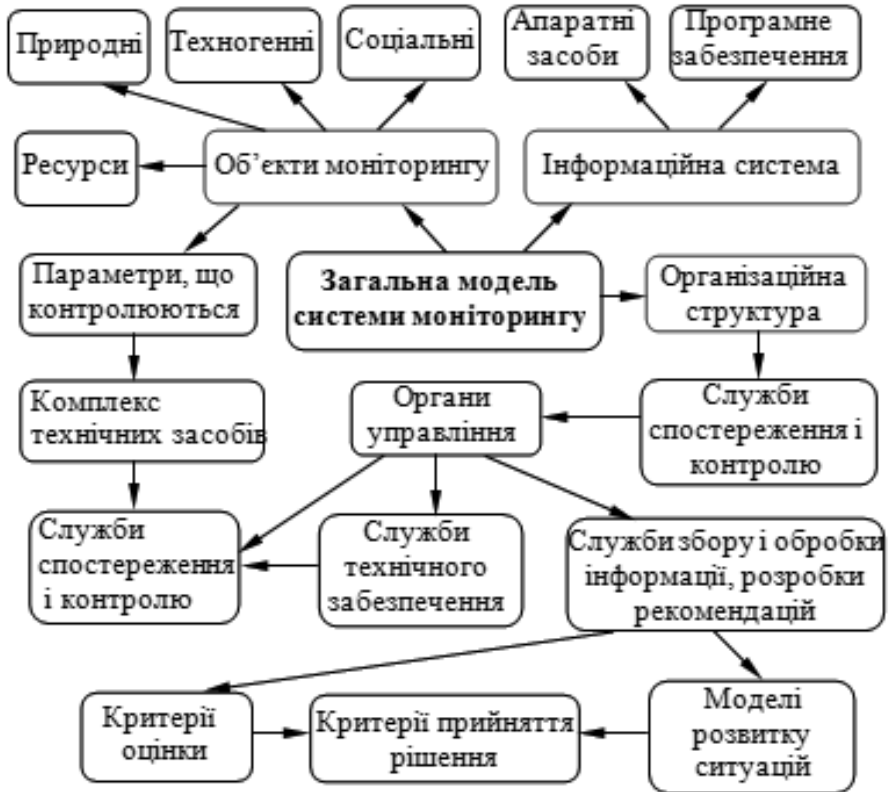 Природні
Техногенні
Соціальні
Апаратні
засоби
Програмне
забезпечення
Ресурси
Об’єкти моніторингу
Інформаційна система
Параметри, що
контролюються
Загальна модель
системи моніторингу
Організаційна
структура
Комплекс
технічних засобів
Органи
управління
Служби
спостереження і
контролю
Служби
спостереження
і контролю
Служби
технічного
забезпечення
Служби збору і обробки
інформації, розробки
рекомендацій
Критерії
оцінки
Критерії прийняття
рішення
Моделі
розвитку
ситуацій